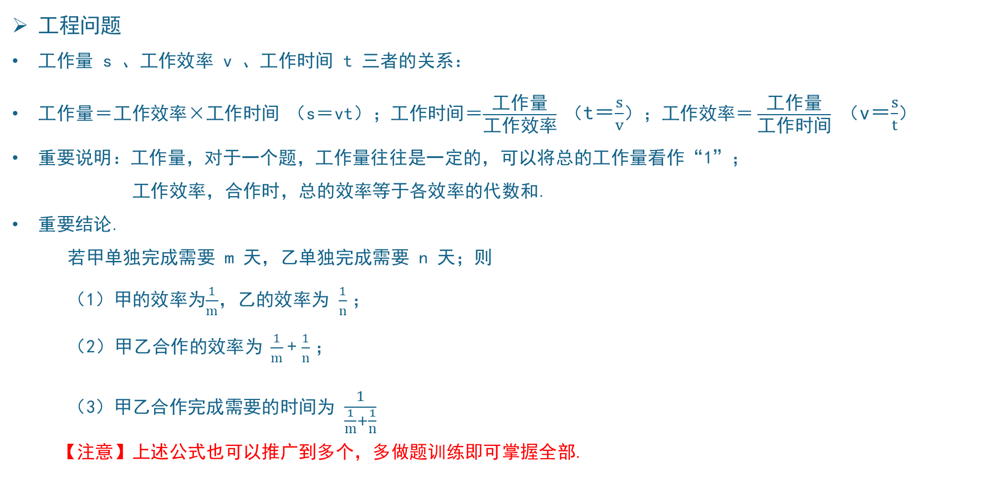 ➢ 工程问题
• 工作量 s 、工作效率 v 、工作时间 t 三者的关系：
• 工作量＝工作效率×工作时间 （s＝vt）；工作时间＝$\frac{工作量}{工作效率}$ （t＝$\frac{s}{v}$）；工作效率＝$\frac{工作量}{工作时间}$ （v＝$\frac{s}{t}$）
• 重要说明：工作量，对于一个题，工作量往往是一定的，可以将总的工作量看作“1”；
工作效率，合作时，总的效率等于各效率的代数和.
• 重要结论.
若甲单独完成需要 m 天，乙单独完成需要 n 天；则
（1）甲的效率为$\frac{1}{m}$，乙的效率为 $\frac{1}{n}$；
（2）甲乙合作的效率为 $\frac{1}{m}+\frac{1}{n}$；
（3）甲乙合作完成需要的时间为 $\frac{1}{\frac{1}{m}+\frac{1}{n}}$
【注意】上述公式也可以推广到多个，多做题训练即可掌握全部.